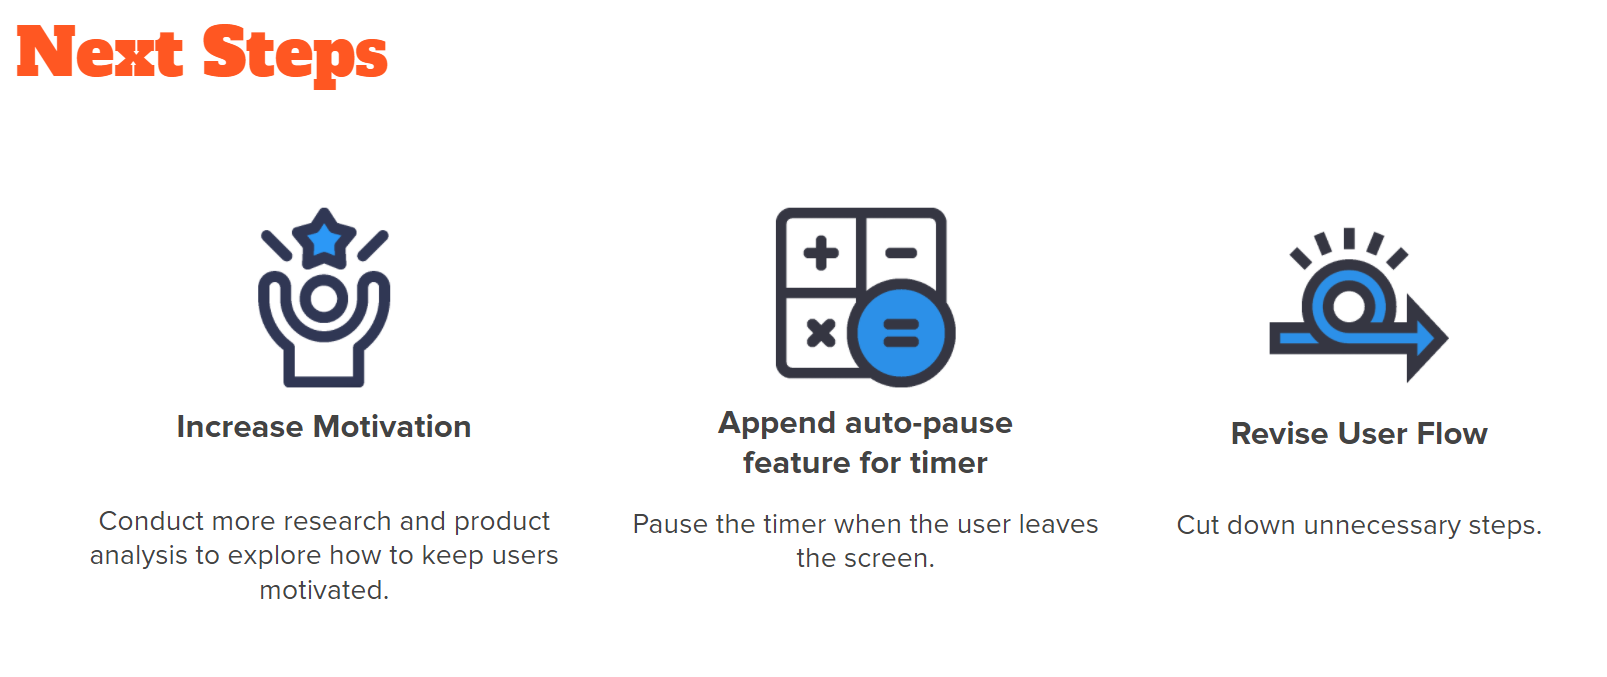 Next Steps
Increase Motivation
Conduct more research and product
analysis to explore how to keep users
motivated.
Append auto-pause
feature for timer
Pause the timer when the user leaves
the screen.
Revise User Flow
Cut down unnecessary steps.